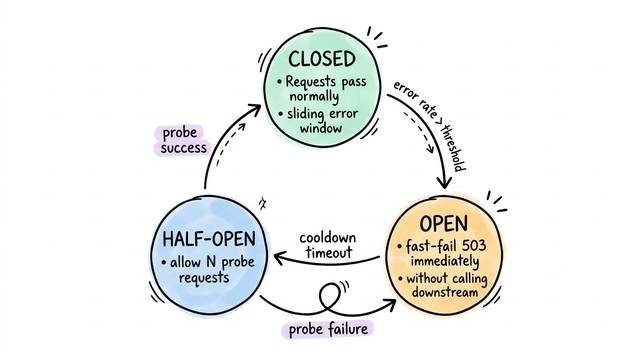 CLOSED
• Requests pass
normally
• sliding error
window
error rate > threshold
probe
success
HALF-OPEN
• allow N probe
requests
cooldown
timeout
OPEN
• fast-fail 503
immediately
• without calling
downstream
probe failure